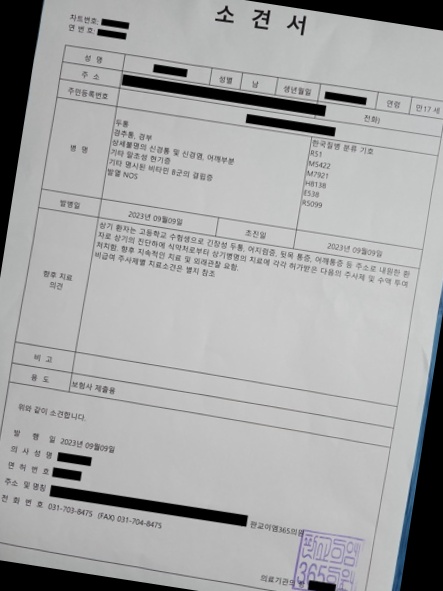 소 견 서
차트번호:
연 번 호:
성 명
성별
남
생년월일
연령
만17 세
주 소
전화)
주민등록번호
병 명
두통
경추통, 경부
상세불명의 신경통 및 신경염, 어깨부분
기타 말초성 현기증
기타 명시된 비타민 B군의 결핍증
발열 NOS
한국질병 분류 기호
R51
M5422
M7921
H8138
E538
R5099
발병일
2023년 09월09일
초진일
2023년 09월09일
향후 치료
의견
상기 환자는 고등학교 수험생으로 긴장성 두통, 어지럼증, 뒷목 통증, 어깨통증 등 주소로 내원한 환
자로 상기의 진단하에 식약처로부터 상기병명의 치료에 각각 허가받은 다음의 주사제 및 수액 투여
처치함. 향후 지속적인 치료 및 외래관찰 요함.
비급여 주사제별 치료소견은 별지 참조
비 고
용 도
보험사 제출용
위와 같이 소견합니다.
발 행 일 2023년 09월09일
의 사 성 명
면 허 번 호
주소 및 명칭
판교이엠365의원
전 화 번 호 031-703-8475 (FAX) 031-704-8475
의료기관명
판교이엠
365의원